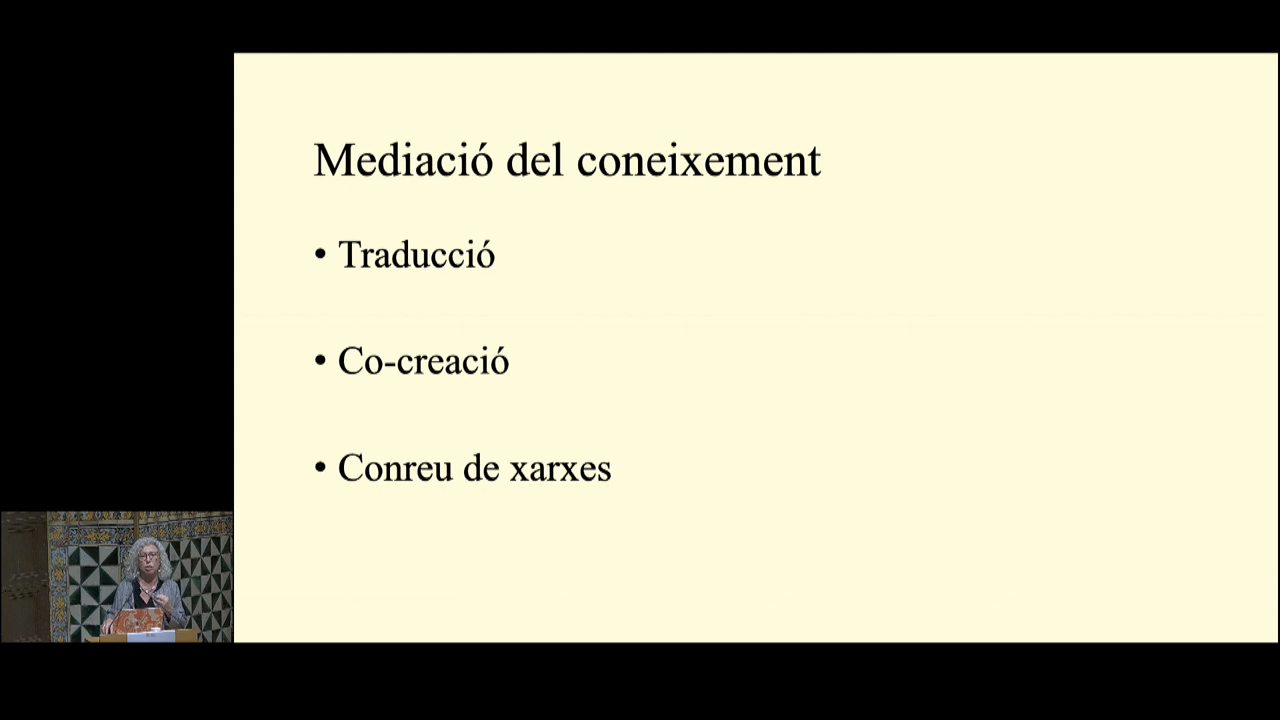 Mediació del coneixement
• Traducció
• Co-creació
• Conreu de xarxes